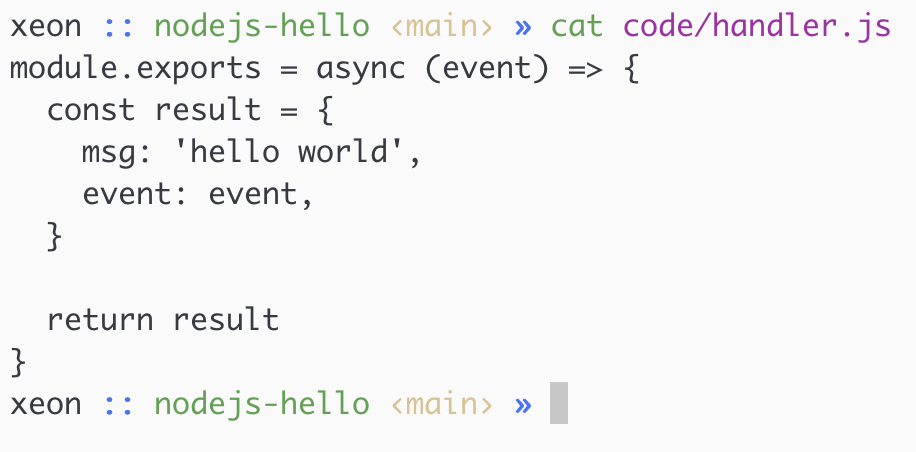 xeon :: nodejs-hello ‹main› » cat code/handler.js
module.exports = async (event) => {
  const result = {
    msg: 'hello world',
    event: event,
  }

  return result
}
xeon :: nodejs-hello ‹main› »